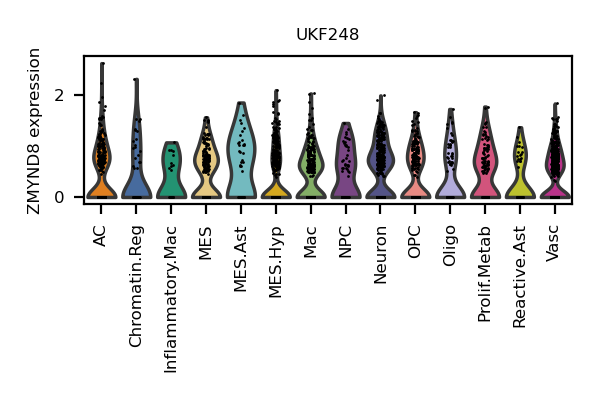 UKF248
ZMYND8 expression
2
0
AC
Chromatin.Reg
Inflammatory.Mac
MES
MES.Ast
MES.Hyp
Mac
NPC
Neuron
OPC
Oligo
Prolif.Metab
Reactive.Ast
Vasc